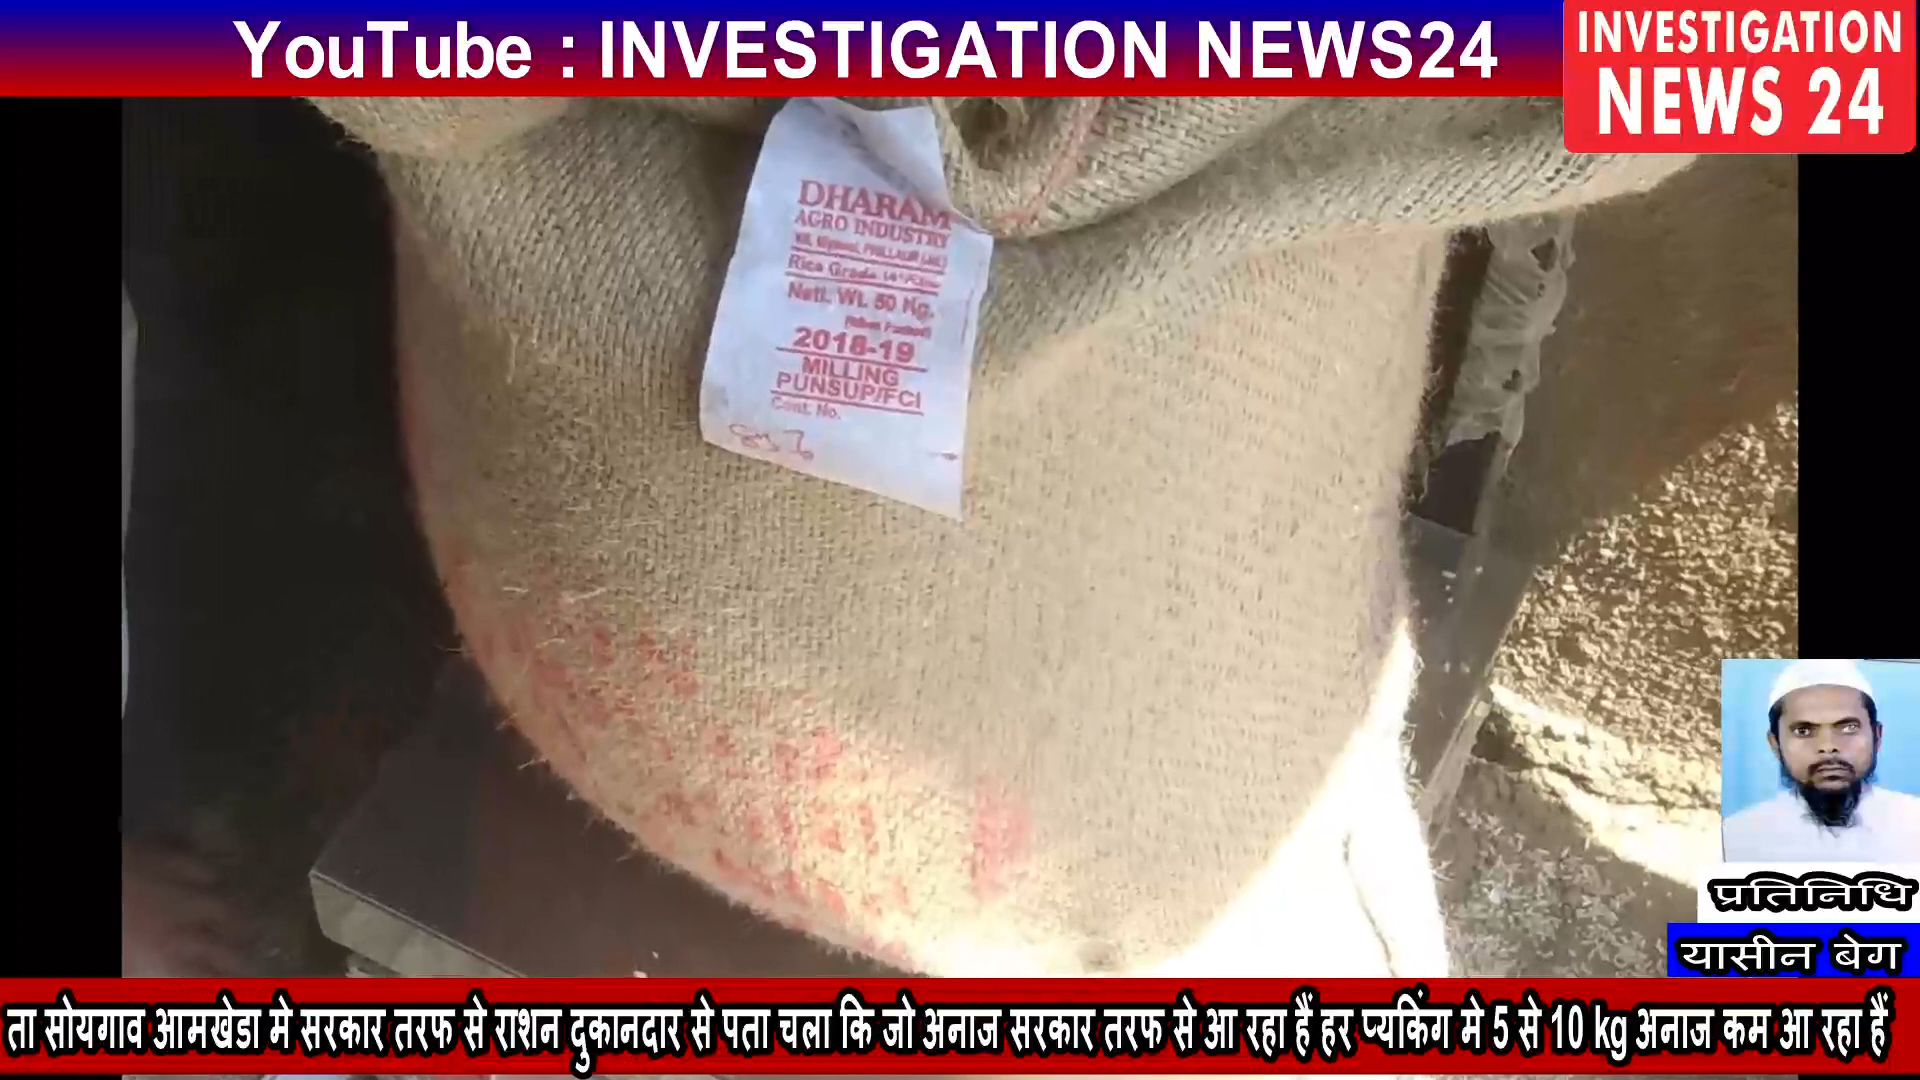 YouTube : INVESTIGATION NEWS24
INVESTIGATION
NEWS 24
DHARAM
AGRO INDUSTRY
Rice Grade
Nett. Wt. 50 Kg.
2018-19
MILLING
PUNSUP/FCI
Cont. No.
प्रतिनिधि
यासीन बेग
ता सोयगाव आमखेडा मे सरकार तरफ से राशन दुकानदार से पता चला कि जो अनाज सरकार तरफ से आ रहा हैं हर प्यकिंग मे 5 से 10 kg अनाज कम आ रहा हैं